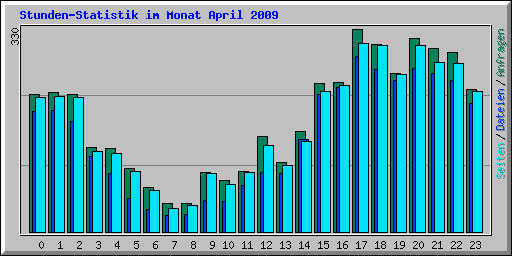 Stunden-Statistik im Monat April 2009
330
Seiten / Dateien / Anfragen
0 1 2 3 4 5 6 7 8 9 10 11 12 13 14 15 16 17 18 19 20 21 22 23